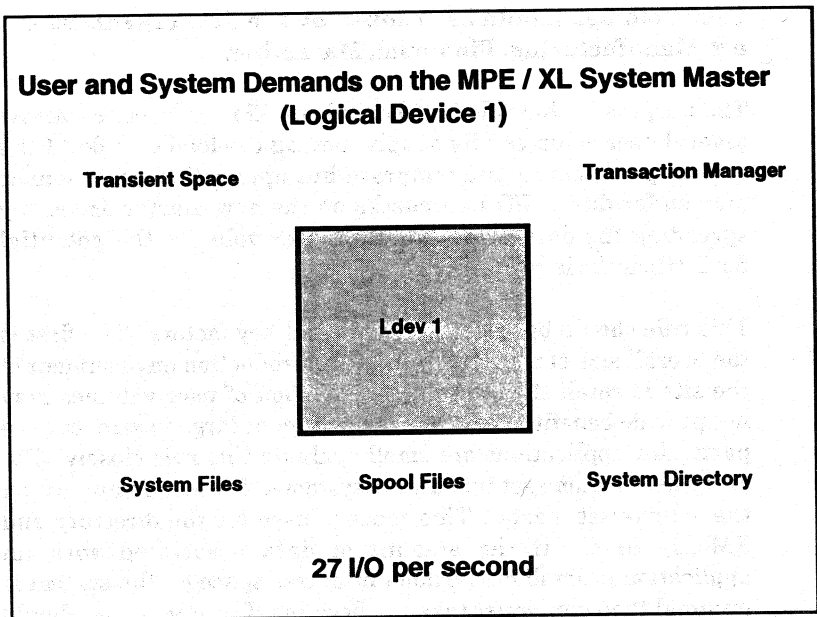 User and System Demands on the MPE / XL System Master
(Logical Device 1)
Transient Space
Transaction Manager
Ldev 1
System Files
Spool Files
System Directory
27 I/O per second